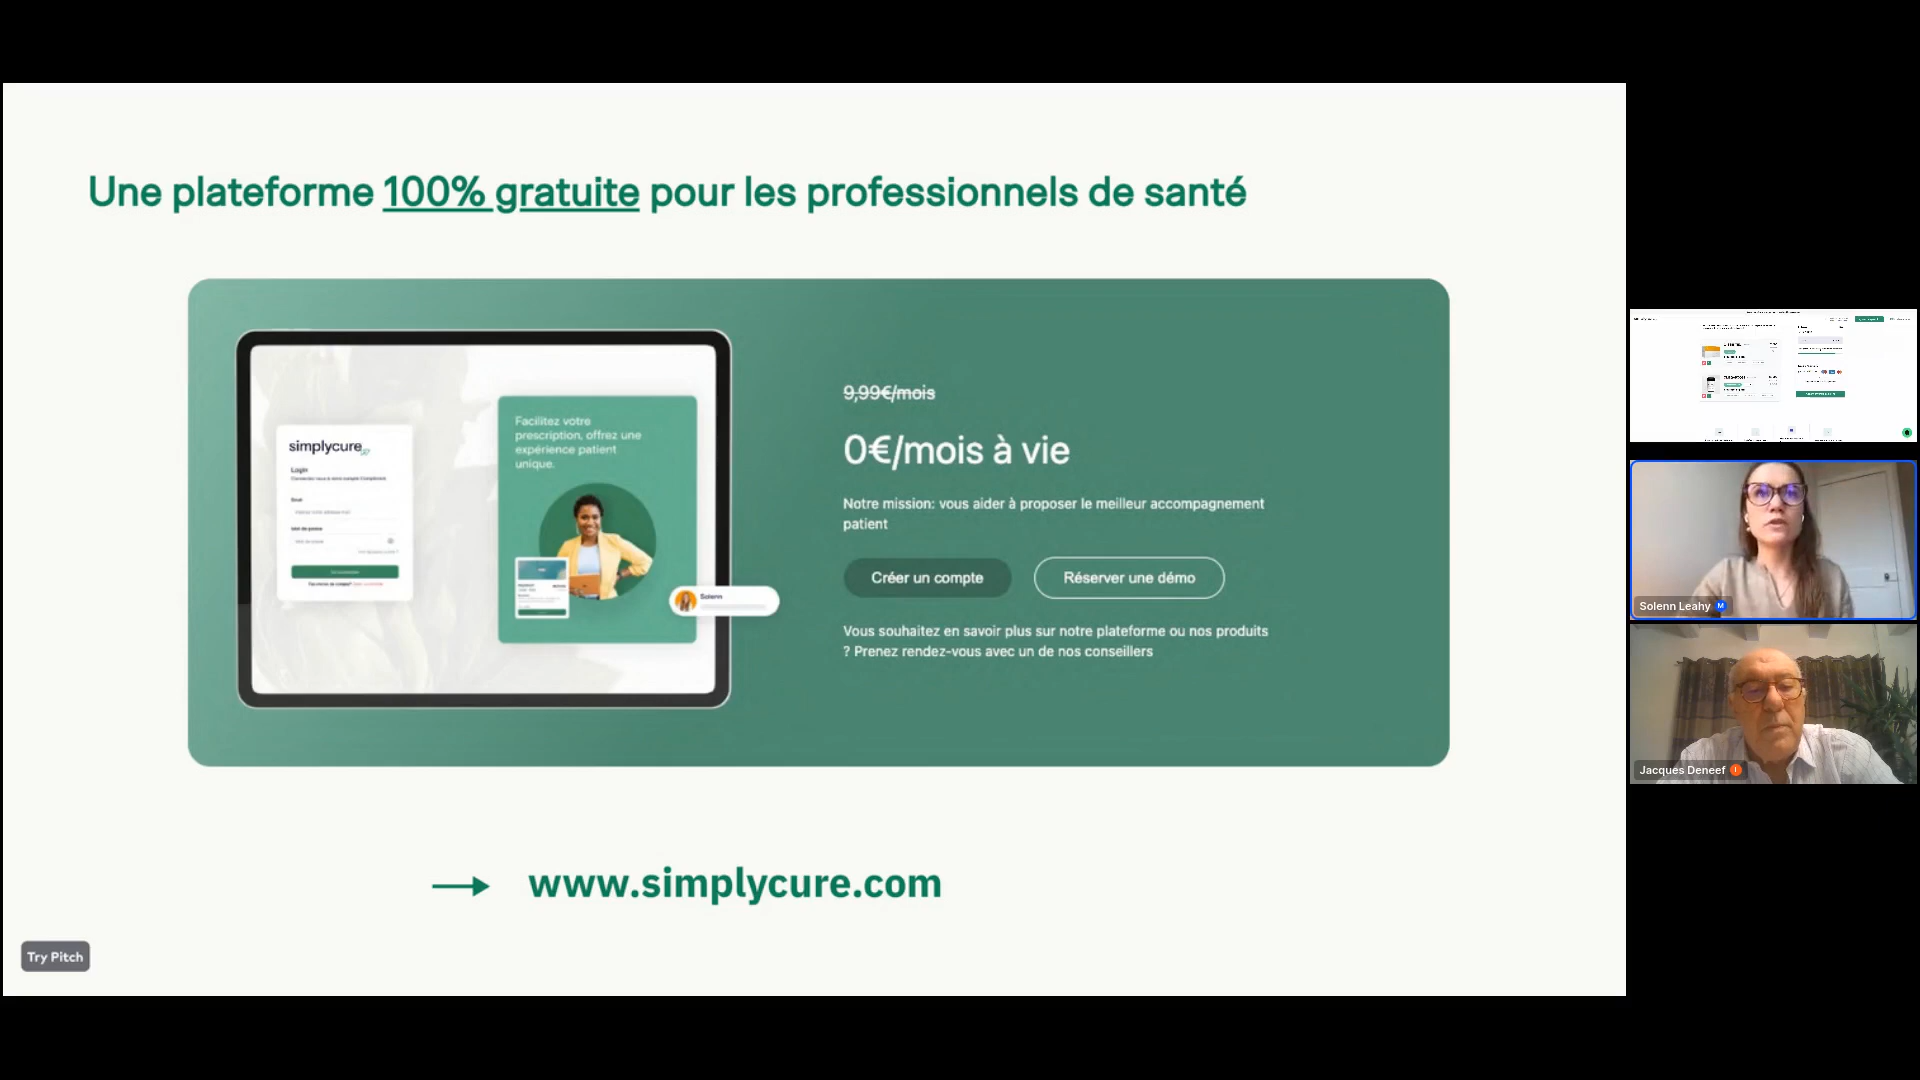 Une plateforme 100% gratuite pour les professionnels de santé
simplycure
Login
Facilitez votre
prescription, offrez une
expérience patient
unique.
Solenn
9,99€/mois
0€/mois à vie
Notre mission: vous aider à proposer le meilleur accompagnement
patient
Créer un compte
Réserver une démo
Vous souhaitez en savoir plus sur notre plateforme ou nos produits
? Prenez rendez-vous avec un de nos conseillers
www.simplycure.com
Try Pitch
Solenn Leahy M
Jacques Deneef